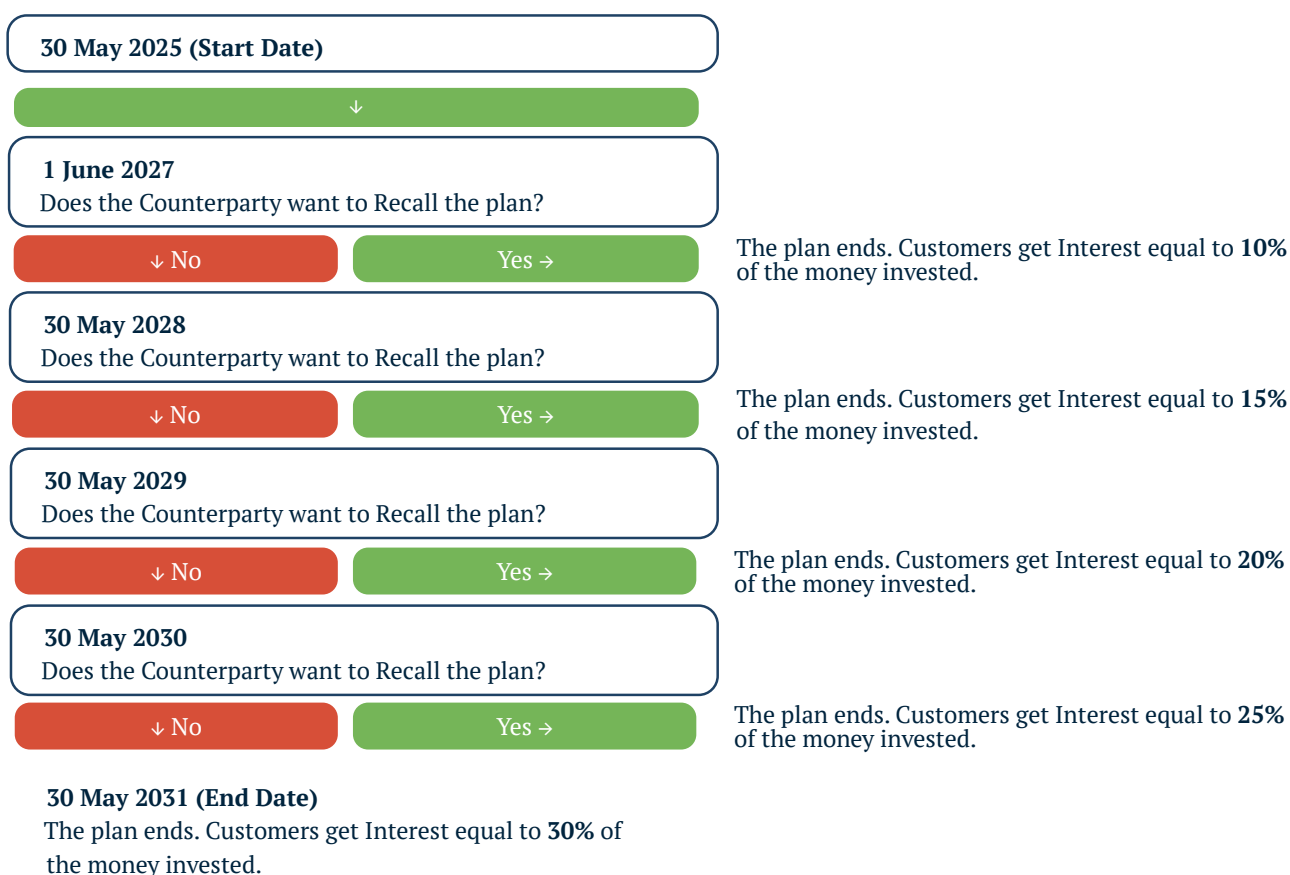 30 May 2025 (Start Date)
↓
1 June 2027
Does the Counterparty want to Recall the plan?
↓ No
Yes →
The plan ends. Customers get Interest equal to 10%
of the money invested.
30 May 2028
Does the Counterparty want to Recall the plan?
↓ No
Yes →
The plan ends. Customers get Interest equal to 15%
of the money invested.
30 May 2029
Does the Counterparty want to Recall the plan?
↓ No
Yes →
The plan ends. Customers get Interest equal to 20%
of the money invested.
30 May 2030
Does the Counterparty want to Recall the plan?
↓ No
Yes →
The plan ends. Customers get Interest equal to 25%
of the money invested.
30 May 2031 (End Date)
The plan ends. Customers get Interest equal to 30% of
the money invested.